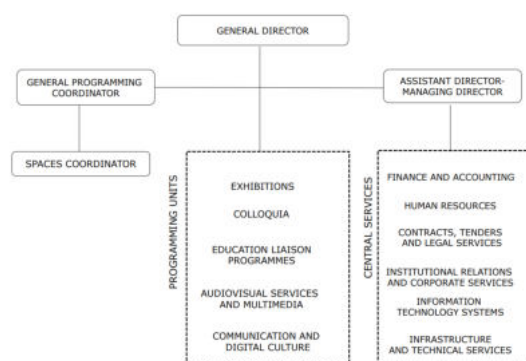 GENERAL DIRECTOR
GENERAL PROGRAMMING
COORDINATOR
ASSISTANT DIRECTOR-
MANAGING DIRECTOR
SPACES COORDINATOR
PROGRAMMING UNITS
EXHIBITIONS
COLLOQUIA
EDUCATION LIAISON
PROGRAMMES
AUDIOVISUAL SERVICES
AND MULTIMEDIA
COMMUNICATION AND
DIGITAL CULTURE
CENTRAL SERVICES
FINANCE AND ACCOUNTING
HUMAN RESOURCES
CONTRACTS, TENDERS
AND LEGAL SERVICES
INSTITUTIONAL RELATIONS
AND CORPORATE SERVICES
INFORMATION
TECHNOLOGY SYSTEMS
INFRASTRUCTURE
AND TECHNICAL SERVICES